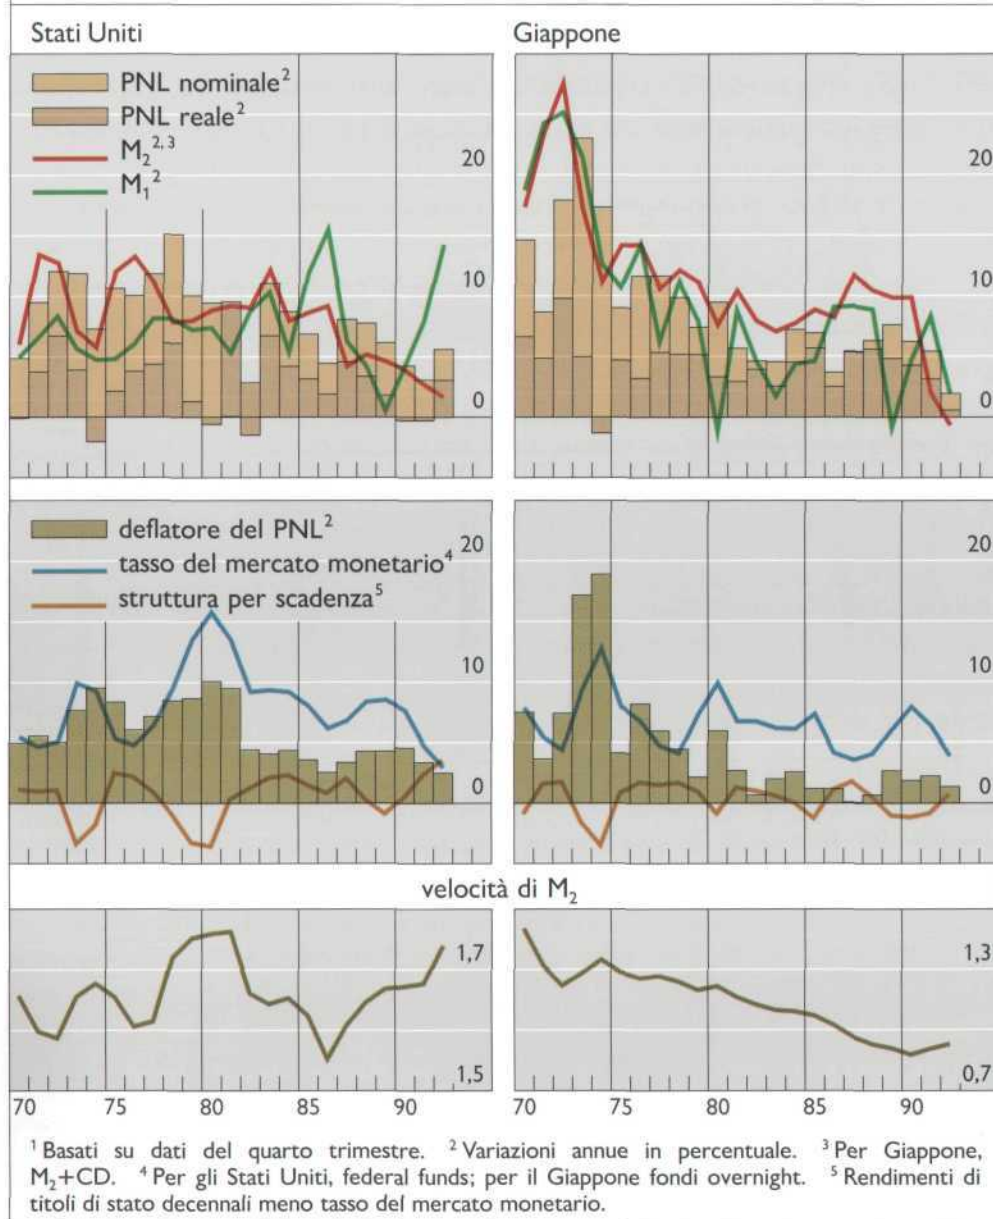 Stati Uniti
Giappone
PNL nominale²
PNL reale²
M₂²˒³
M₁²
20
10
0
20
10
0
deflatore del PNL²
tasso del mercato monetario⁴
struttura per scadenza⁵
20
10
0
20
10
0
velocità di M₂
1,7
1,5
1,3
0,7
70 75 80 85 90
70 75 80 85 90
¹ Basati su dati del quarto trimestre. ² Variazioni annue in percentuale. ³ Per Giappone,
M₂+CD. ⁴ Per gli Stati Uniti, federal funds; per il Giappone fondi overnight. ⁵ Rendimenti di
titoli di stato decennali meno tasso del mercato monetario.